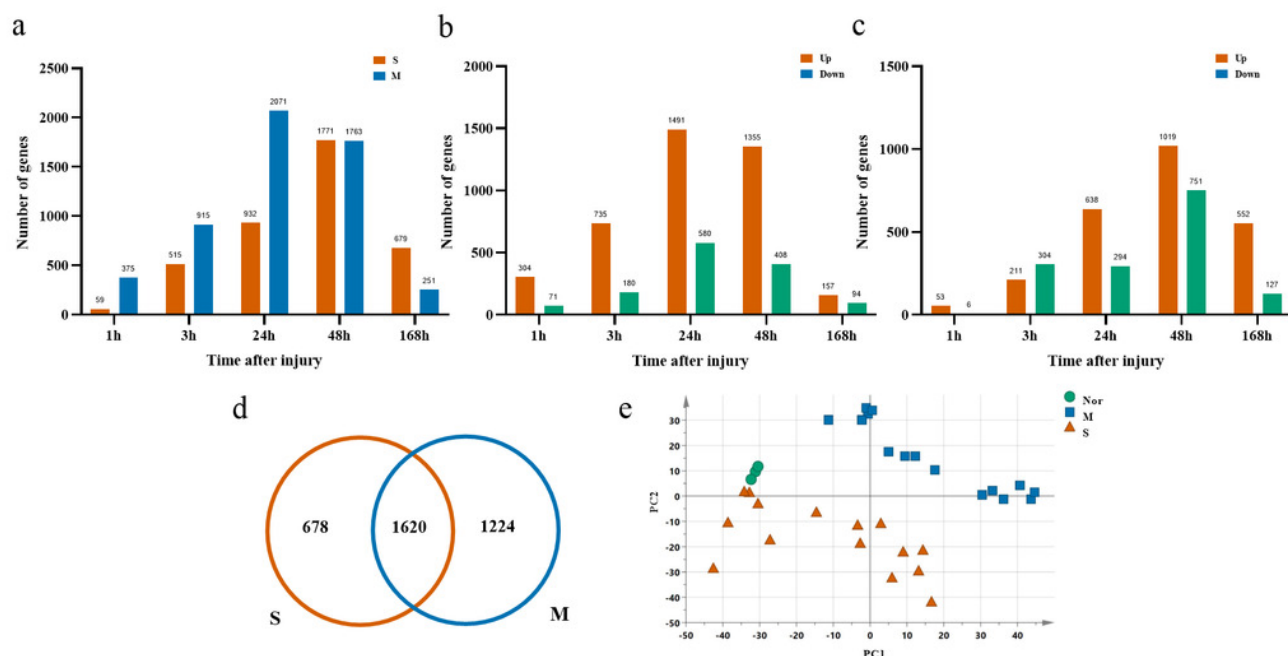 a
S
M
2500
2000
1500
1000
500
0
Number of genes
59
375
515
915
932
2071
1771
1763
679
251
1h
3h
24h
48h
168h
Time after injury
b
Up
Down
2000
1500
1000
500
0
Number of genes
304
71
735
180
1491
580
1355
408
157
94
1h
3h
24h
48h
168h
Time after injury
c
Up
Down
1500
1000
500
0
Number of genes
53
6
211
304
638
294
1019
751
552
127
1h
3h
24h
48h
168h
Time after injury
d
678
1620
1224
S
M
e
Nor
M
S
30
20
10
0
-10
-20
-30
-40
-50
PC2
-50
-40
-30
-20
-10
0
10
20
30
40
PC1